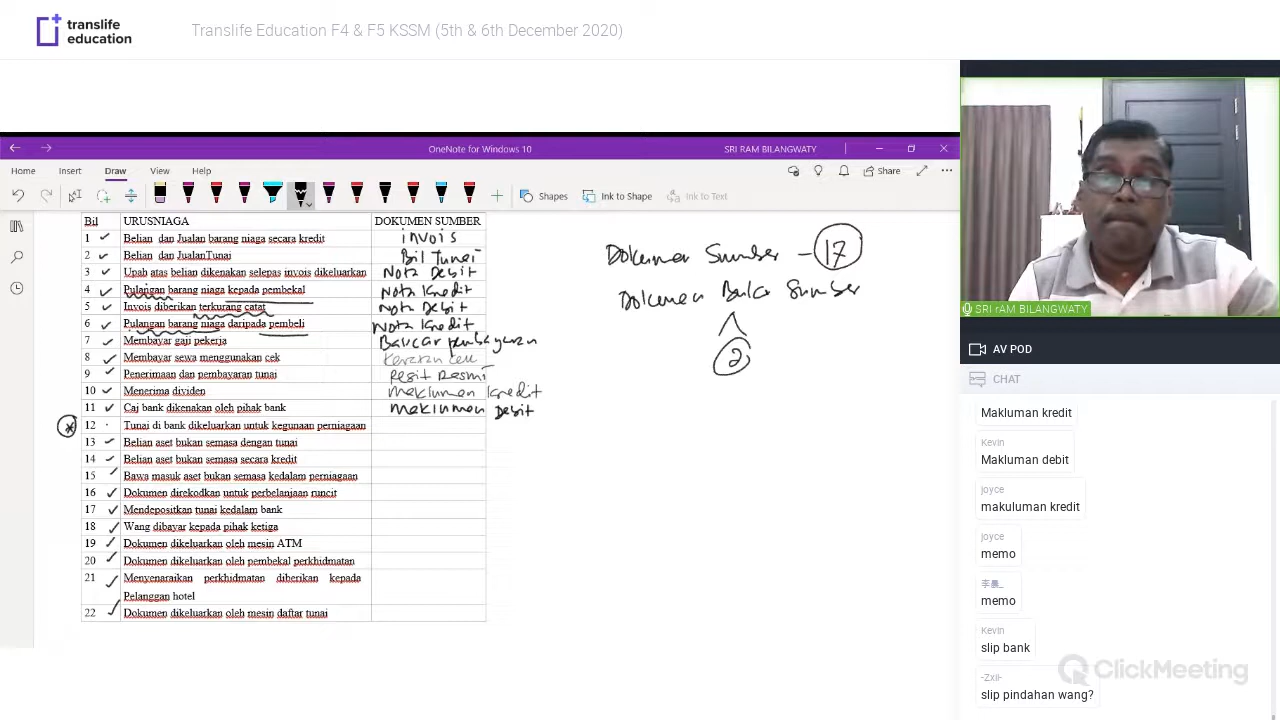 translife
education
Translife Education F4 & F5 KSSM (5th & 6th December 2020)
OneNote for Windows 10
SRI RAM BILANGWATY
Home Insert Draw View Help
Shapes Ink to Shape Ink to Text Share
Bil URUSNIAGA DOKUMEN SUMBER
1 Belian dan Jualan barang niaga secara kredit invois
2 Belian dan JualanTunai Bil Tunai
3 Upah atas belian dikenakan selepas invois dikeluarkan Nota Debit
4 Pulangan barang niaga kepada pembekal Nota Kredit
5 Invois diberikan terkurang catat Nota Debit
6 Pulangan barang niaga daripada pembeli Nota Kredit
7 Membayar gaji pekerja Baucar pembayaran
8 Membayar sewa menggunakan cek Keratan cek
9 Penerimaan dan pembayaran tunai Resit Rasmi
10 Menerima dividen makluman kredit
11 Caj bank dikenakan oleh pihak bank makluman Debit
12 Tunai di bank dikeluarkan untuk kegunaan perniagaan
13 Belian aset bukan semasa dengan tunai
14 Belian aset bukan semasa secara kredit
15 Bawa masuk aset bukan semasa kedalam perniagaan
16 Dokumen direkodkan untuk perbelanjaan runcit
17 Mendepositkan tunai kedalam bank
18 Wang dibayar kepada pihak ketiga
19 Dokumen dikeluarkan oleh mesin ATM
20 Dokumen dikeluarkan oleh pembekal perkhidmatan
21 Menyenaraikan perkhidmatan diberikan kepada
Pelanggan hotel
22 Dokumen dikeluarkan oleh mesin daftar tunai
Dokumen Sumber – 17
Dokumen Bukan Sumber
2
SRI rAM BILANGWATY
AV POD
CHAT
Makluman kredit
Kevin
Makluman debit
joyce
makuluman kredit
joyce
memo
memo
Kevin
slip bank
-Zxii-
slip pindahan wang?
ClickMeeting